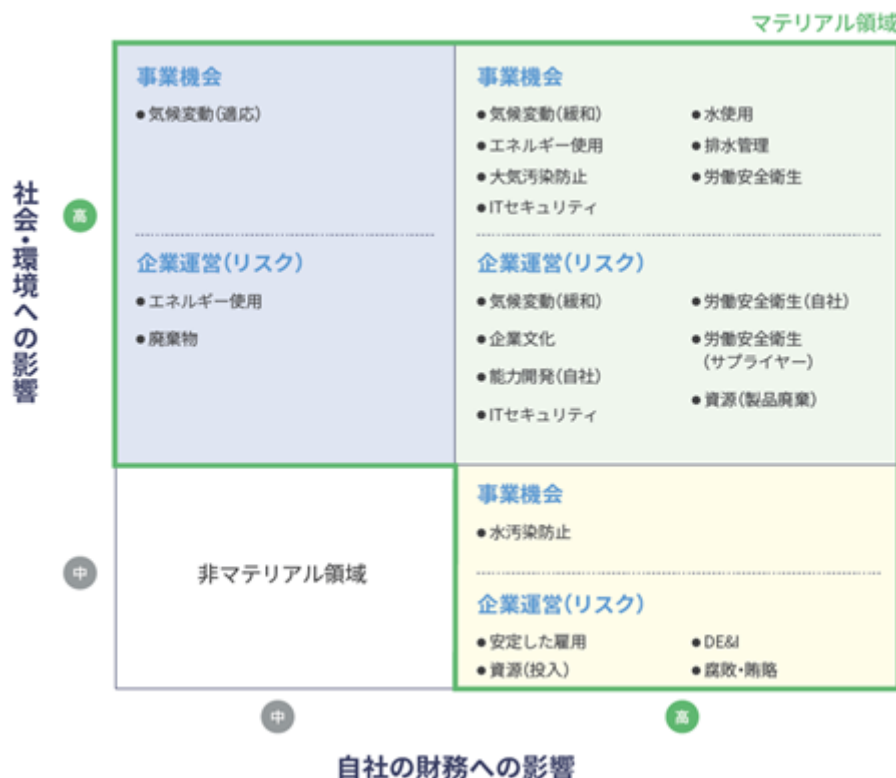 マテリアル領域
社会・環境への影響
高
事業機会
●気候変動(適応)
企業運営(リスク)
●エネルギー使用
●廃棄物
事業機会
●気候変動(緩和)
●エネルギー使用
●大気汚染防止
●ITセキュリティ
●水使用
●排水管理
●労働安全衛生
企業運営(リスク)
●気候変動(緩和)
●企業文化
●能力開発(自社)
●ITセキュリティ
●労働安全衛生(自社)
●労働安全衛生
(サプライヤー)
●資源(製品廃棄)
中
非マテリアル領域
事業機会
●水汚染防止
企業運営(リスク)
●安定した雇用
●資源(投入)
●DE&I
●腐敗・賄賂
中
高
自社の財務への影響